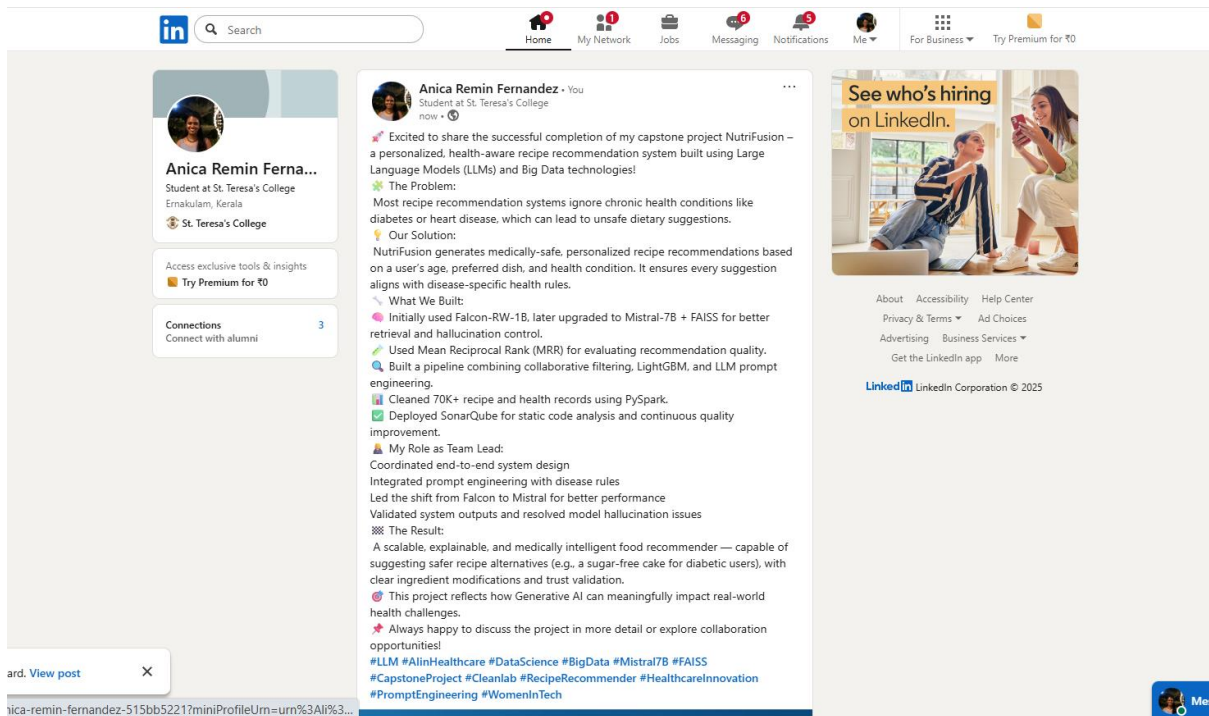 in Search
Home
1
My Network
Jobs
6
Messaging
5
Notifications
Me
For Business
Try Premium for ₹0
Anica Remin Ferna...
Student at St. Teresa's College
Ernakulam, Kerala
St. Teresa's College
Access exclusive tools & insights
Try Premium for ₹0
Connections 3
Connect with alumni
Anica Remin Fernandez • You
Student at St. Teresa's College
now •
Excited to share the successful completion of my capstone project NutriFusion –
a personalized, health-aware recipe recommendation system built using Large
Language Models (LLMs) and Big Data technologies!
The Problem:
Most recipe recommendation systems ignore chronic health conditions like
diabetes or heart disease, which can lead to unsafe dietary suggestions.
Our Solution:
NutriFusion generates medically-safe, personalized recipe recommendations based
on a user's age, preferred dish, and health condition. It ensures every suggestion
aligns with disease-specific health rules.
What We Built:
Initially used Falcon-RW-1B, later upgraded to Mistral-7B + FAISS for better
retrieval and hallucination control.
Used Mean Reciprocal Rank (MRR) for evaluating recommendation quality.
Built a pipeline combining collaborative filtering, LightGBM, and LLM prompt
engineering.
Cleaned 70K+ recipe and health records using PySpark.
Deployed SonarQube for static code analysis and continuous quality
improvement.
My Role as Team Lead:
Coordinated end-to-end system design
Integrated prompt engineering with disease rules
Led the shift from Falcon to Mistral for better performance
Validated system outputs and resolved model hallucination issues
The Result:
A scalable, explainable, and medically intelligent food recommender — capable of
suggesting safer recipe alternatives (e.g., a sugar-free cake for diabetic users), with
clear ingredient modifications and trust validation.
This project reflects how Generative AI can meaningfully impact real-world
health challenges.
Always happy to discuss the project in more detail or explore collaboration
opportunities!
#LLM #AIinHealthcare #DataScience #BigData #Mistral7B #FAISS
#CapstoneProject #Cleanlab #RecipeRecommender #HealthcareInnovation
#PromptEngineering #WomenInTech
See who's hiring
on LinkedIn.
About Accessibility Help Center
Privacy & Terms Ad Choices
Advertising Business Services
Get the LinkedIn app More
Linked in LinkedIn Corporation © 2025
ard. View post
nica-remin-fernandez-515bb5221?miniProfileUrn=urn%3Ali%3...
Me